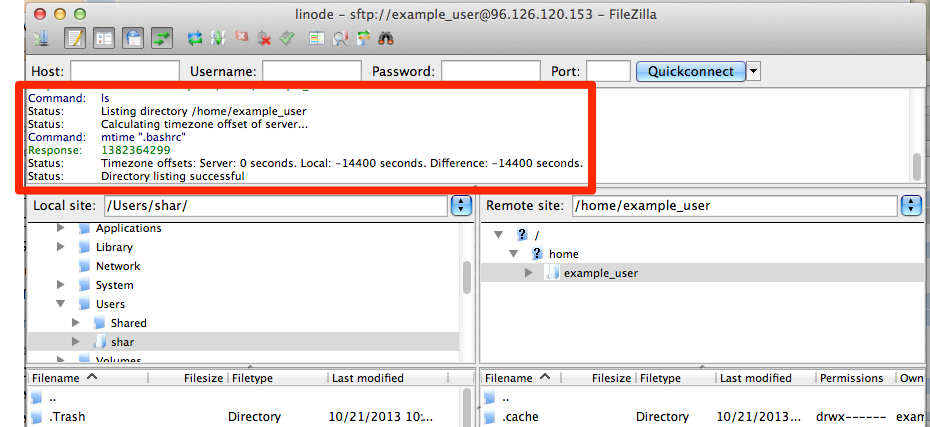 linode – sftp://example_user@96.126.120.153 – FileZilla
Host: Username: Password: Port: Quickconnect
Command: ls
Status: Listing directory /home/example_user
Status: Calculating timezone offset of server...
Command: mtime ".bashrc"
Response: 1382364299
Status: Timezone offsets: Server: 0 seconds. Local: -14400 seconds. Difference: -14400 seconds.
Status: Directory listing successful
Local site: /Users/shar/ Remote site: /home/example_user
Applications
Library
Network
System
Users
Shared
shar
Volumes
/
home
example_user
Filename Filesize Filetype Last modified
..
.Trash Directory 10/21/2013 10:...
Filename Filesize Filetype Last modified Permissions Own
..
.cache Directory 10/21/2013... drwx------ exam